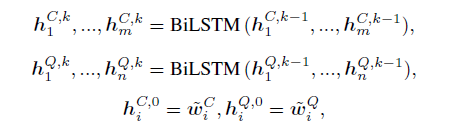 h_1^{C,k}, ..., h_m^{C,k} = BiLSTM (h_1^{C,k-1}, ..., h_m^{C,k-1}),
h_1^{Q,k}, ..., h_n^{Q,k} = BiLSTM (h_1^{Q,k-1}, ..., h_n^{Q,k-1}),
h_i^{C,0} = \tilde{w}_i^C, h_i^{Q,0} = \tilde{w}_i^Q,